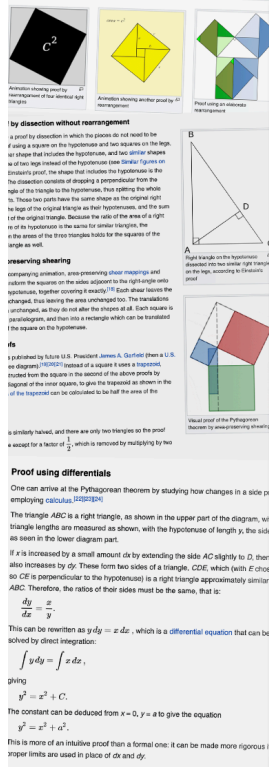 c²
area = c²
Animation showing proof by
rearrangement of four identical right
triangles
Animation showing another proof by
rearrangement
Proof using an elaborate
rearrangement
by dissection without rearrangement
a proof by dissection in which the pieces do not need to be
of using a square on the hypotenuse and two squares on the legs,
er shape that includes the hypotenuse, and two similar shapes
e of two legs instead of the hypotenuse (see Similar figures on
Einstein's proof, the shape that includes the hypotenuse is the
The dissection consists of dropping a perpendicular from the
ngle of the triangle to the hypotenuse, thus splitting the whole
ts. Those two parts have the same shape as the original right
he legs of the original triangle as their hypotenuses, and the sum
t of the original triangle. Because the ratio of the area of a right
re of its hypotenuse is the same for similar triangles, the
n the areas of the three triangles holds for the squares of the
iangle as well.
B
D
A
Right triangle on the hypotenuse
dissected into two similar right triangles
on the legs, according to Einstein's
proof
preserving shearing
companying animation, area-preserving shear mappings and
nsform the squares on the sides adjacent to the right-angle onto
hypotenuse, together covering it exactly.[18] Each shear leaves the
changed, thus leaving the area unchanged too. The translations
unchanged, as they do not alter the shapes at all. Each square is
parallelogram, and then into a rectangle which can be translated
the square on the hypotenuse.
Visual proof of the Pythagorean
theorem by area-preserving shearing
fs
s published by future U.S. President James A. Garfield (then a U.S.
ee diagram).[19][20][21] Instead of a square it uses a trapezoid,
ructed from the square in the second of the above proofs by
diagonal of the inner square, to give the trapezoid as shown in the
of the trapezoid can be calculated to be half the area of the
is similarly halved, and there are only two triangles so the proof
e except for a factor of 1/2, which is removed by multiplying by two
Proof using differentials
One can arrive at the Pythagorean theorem by studying how changes in a side pr
employing calculus.[22][23][24]
The triangle ABC is a right triangle, as shown in the upper part of the diagram, wi
triangle lengths are measured as shown, with the hypotenuse of length y, the side
as seen in the lower diagram part.
If x is increased by a small amount dx by extending the side AC slightly to D, then
also increases by dy. These form two sides of a triangle, CDE, which (with E chos
so CE is perpendicular to the hypotenuse) is a right triangle approximately similar
ABC. Therefore, the ratios of their sides must be the same, that is:
dy/dx = x/y.
This can be rewritten as y dy = x dx , which is a differential equation that can be
solved by direct integration:
∫ y dy = ∫ x dx ,
giving
y² = x² + C.
The constant can be deduced from x = 0, y = a to give the equation
y² = x² + a².
This is more of an intuitive proof than a formal one: it can be made more rigorous i
proper limits are used in place of dx and dy.